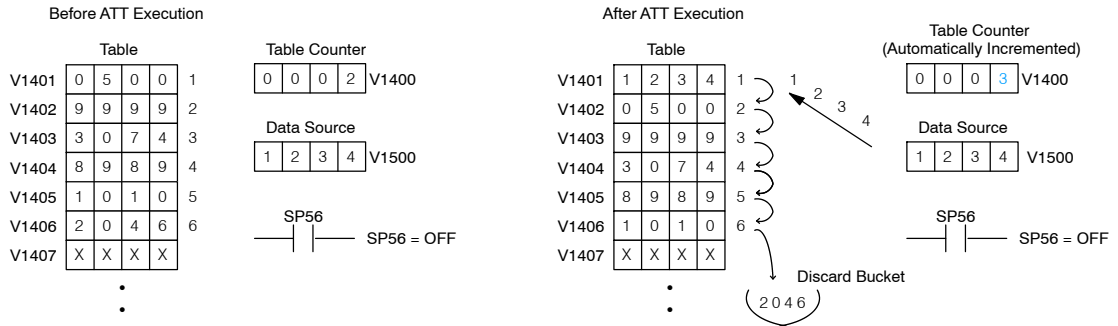 Before ATT Execution
Table
V1401 0 5 0 0 1
V1402 9 9 9 9 2
V1403 3 0 7 4 3
V1404 8 9 8 9 4
V1405 1 0 1 0 5
V1406 2 0 4 6 6
V1407 X X X X
Table Counter
0 0 0 2 V1400
Data Source
1 2 3 4 V1500
SP56
SP56 = OFF
After ATT Execution
Table
V1401 1 2 3 4 1
V1402 0 5 0 0 2
V1403 9 9 9 9 3
V1404 3 0 7 4 4
V1405 8 9 8 9 5
V1406 1 0 1 0 6
V1407 X X X X
1 2 3 4
Discard Bucket
2 0 4 6
Table Counter
(Automatically Incremented)
0 0 0 3 V1400
Data Source
1 2 3 4 V1500
SP56
SP56 = OFF